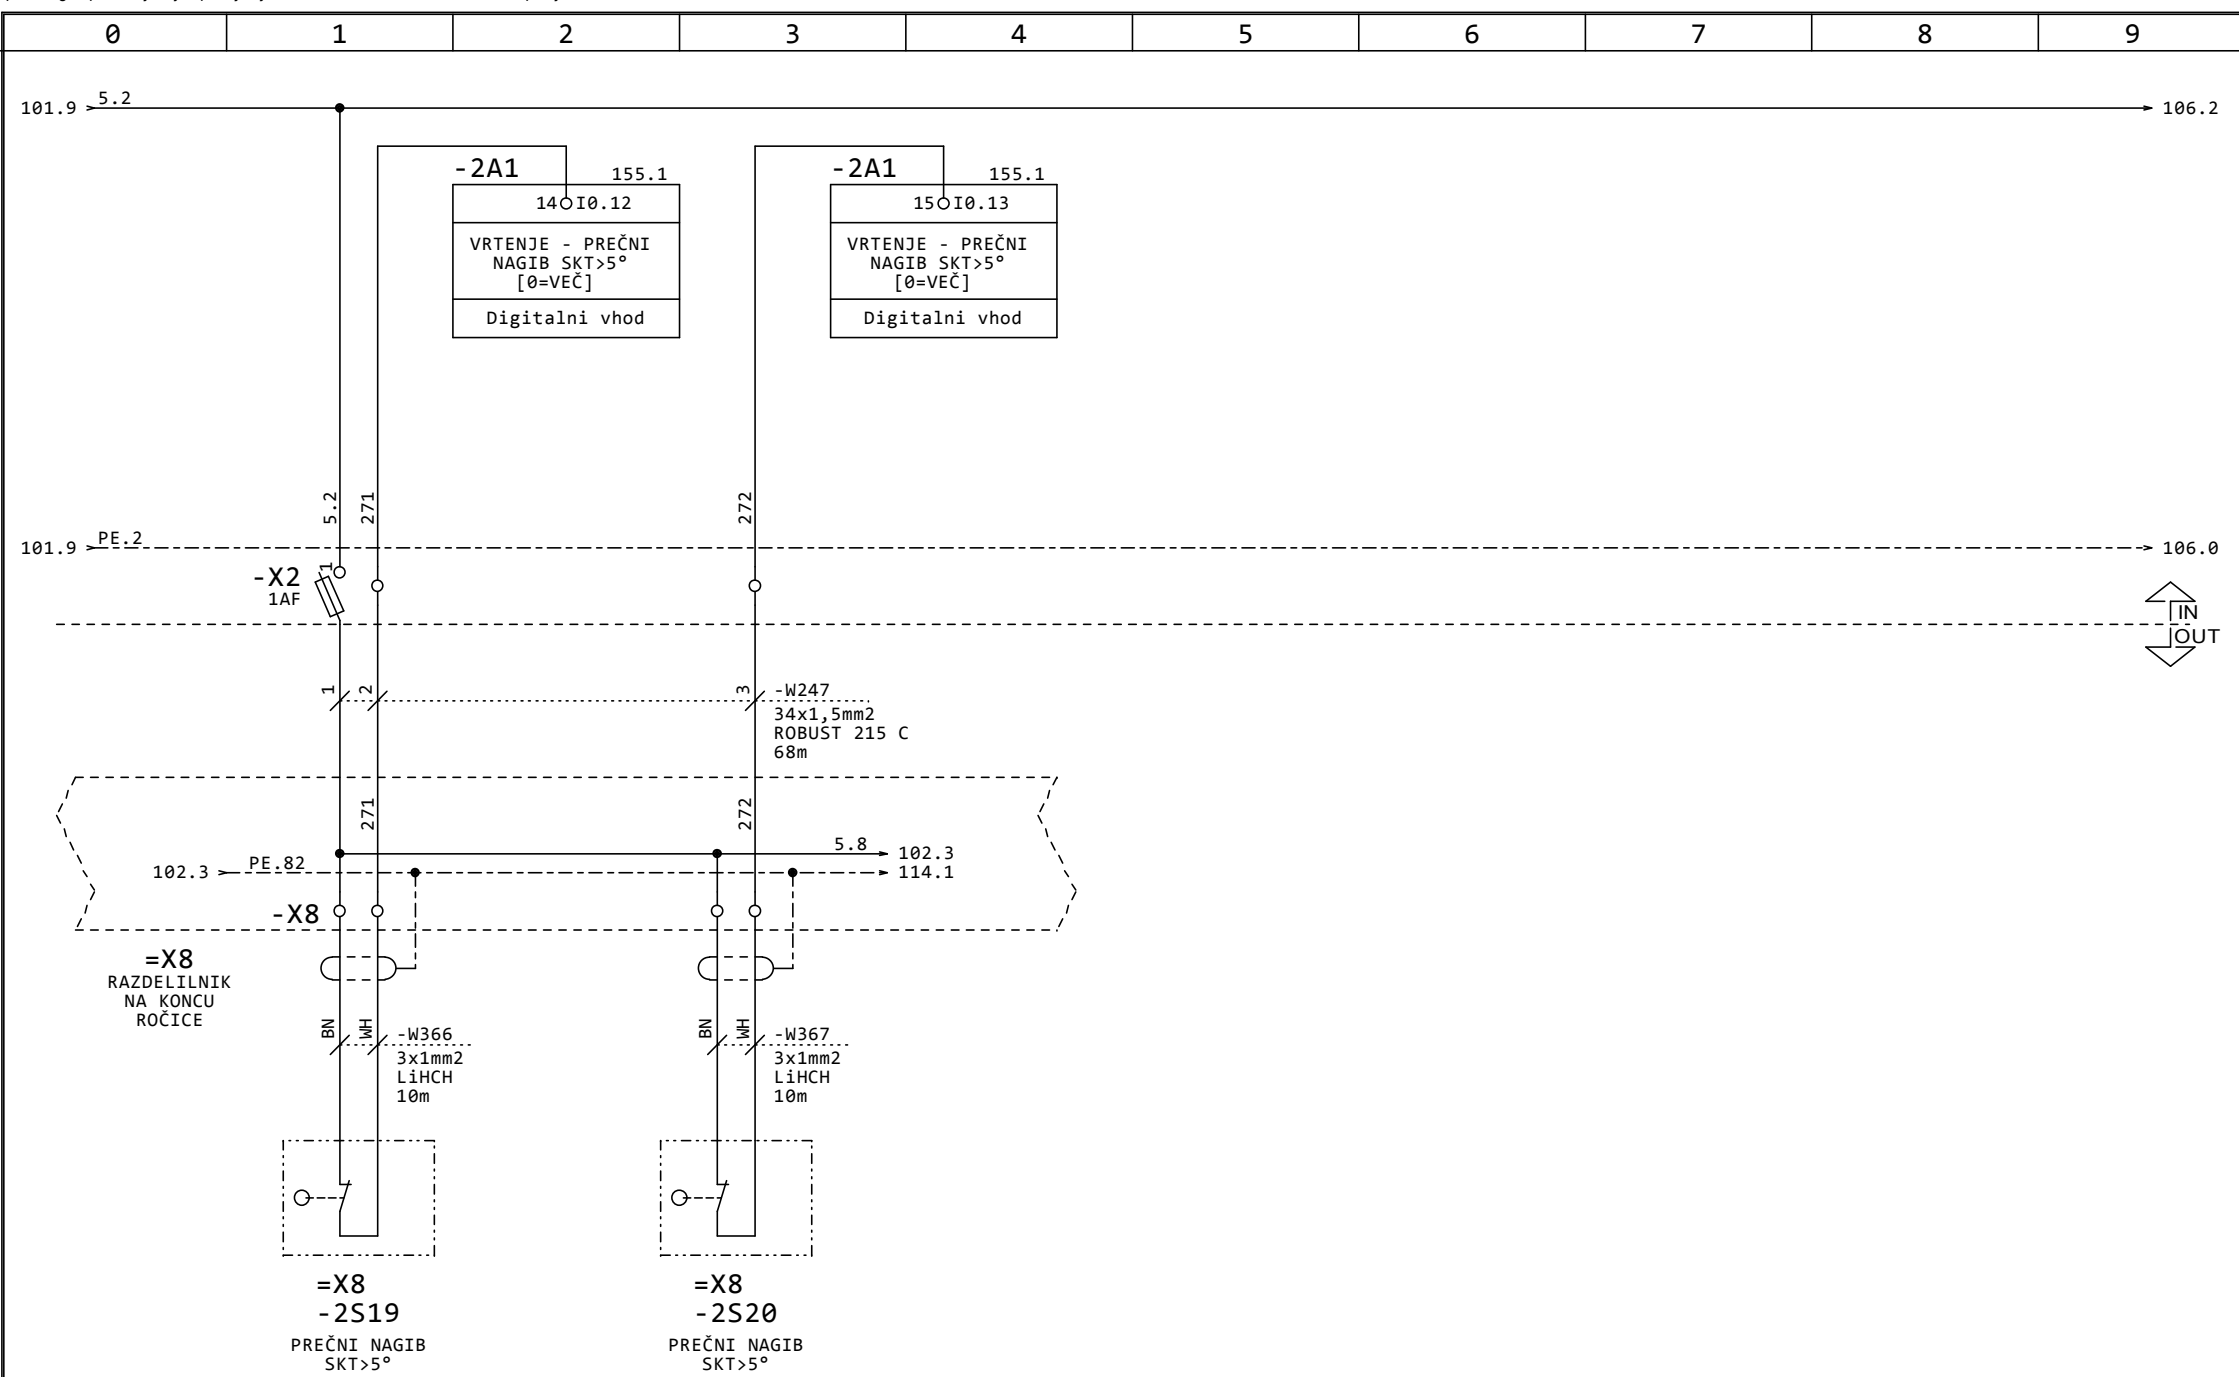 0 1 2 3 4 5 6 7 8 9
101.9 5.2 106.2
-2A1 155.1
14 I0.12
VRTENJE - PREČNI
NAGIB SKT>5°
[0=VEČ]
Digitalni vhod
-2A1 155.1
15 I0.13
VRTENJE - PREČNI
NAGIB SKT>5°
[0=VEČ]
Digitalni vhod
5.2 271 272
101.9 PE.2 106.0
-X2 1
1AF
IN
OUT
1 2 3 -W247
34x1,5mm2
ROBUST 215 C
68m
271 272
5.8 102.3
102.3 PE.82 114.1
-X8
=X8
RAZDELILNIK
NA KONCU
ROČICE
BN WH -W366
3x1mm2
LiHCH
10m
BN WH -W367
3x1mm2
LiHCH
10m
=X8
-2S19
PREČNI NAGIB
SKT>5°
=X8
-2S20
PREČNI NAGIB
SKT>5°